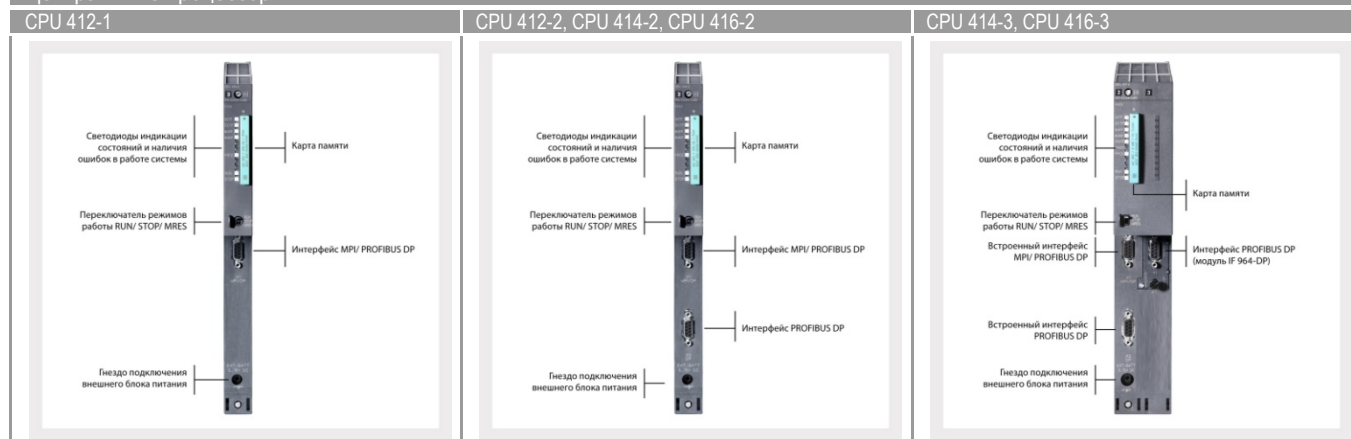 CPU 412-1
CPU 412-2, CPU 414-2, CPU 416-2
CPU 414-3, CPU 416-3
Светодиоды индикации
состояний и наличия
ошибок в работе системы
Карта памяти
Переключатель режимов
работы RUN/ STOP/ MRES
Интерфейс MPI/ PROFIBUS DP
Гнездо подключения
внешнего блока питания
Светодиоды индикации
состояний и наличия
ошибок в работе системы
Карта памяти
Переключатель режимов
работы RUN/ STOP/ MRES
Интерфейс MPI/ PROFIBUS DP
Интерфейс PROFIBUS DP
Гнездо подключения
внешнего блока питания
Светодиоды индикации
состояний и наличия
ошибок в работе системы
Карта памяти
Переключатель режимов
работы RUN/ STOP/ MRES
Встроенный интерфейс
MPI/ PROFIBUS DP
Интерфейс PROFIBUS DP
(модуль IF 964-DP)
Встроенный интерфейс
PROFIBUS DP
Гнездо подключения
внешнего блока питания